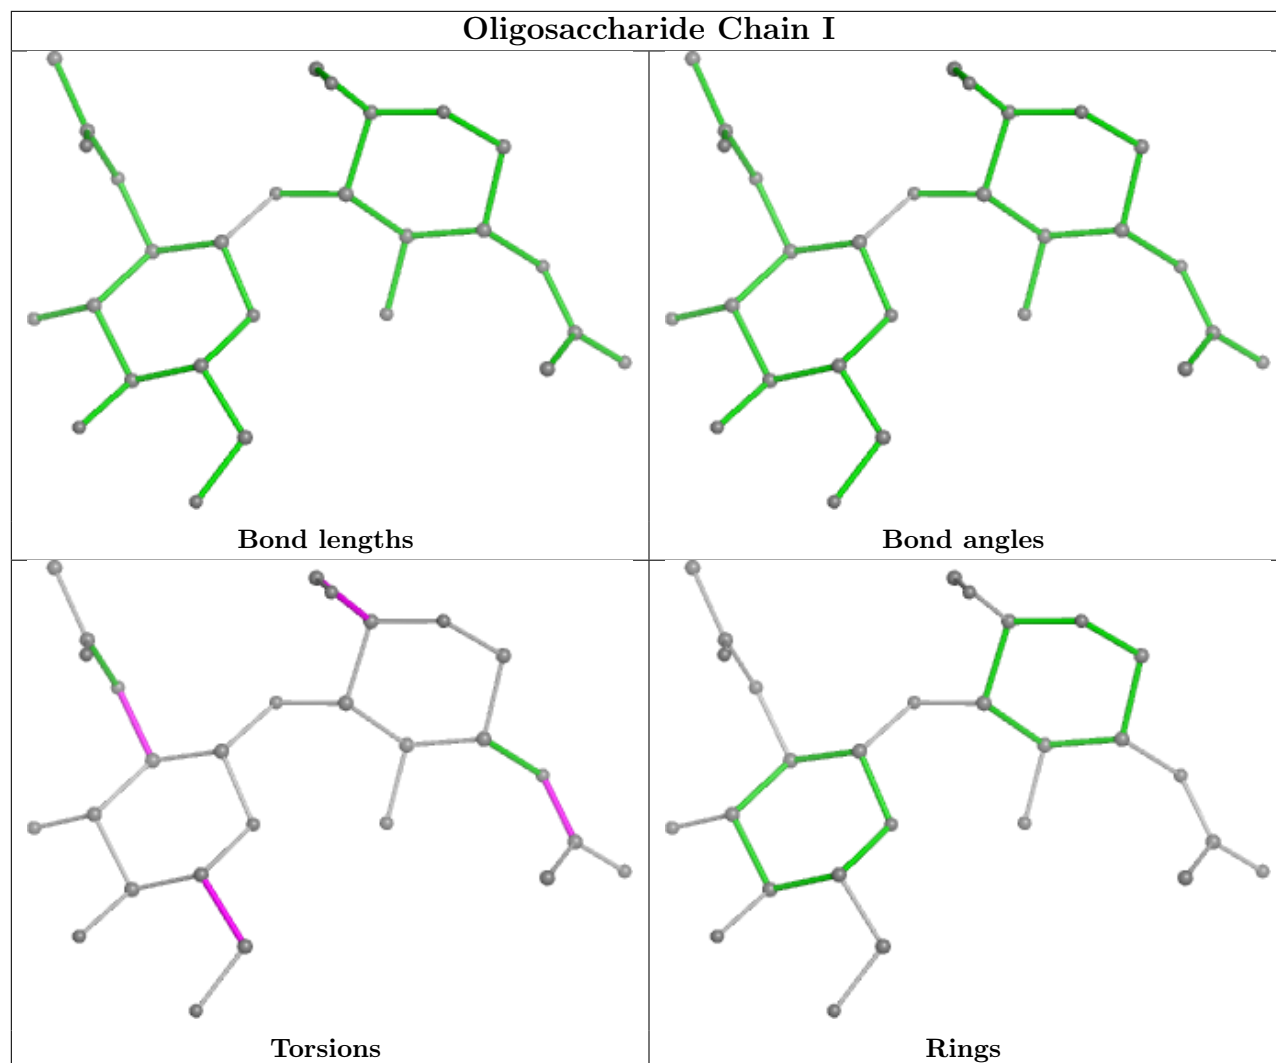 Oligosaccharide Chain I
Bond lengths
Bond angles
Torsions
Rings